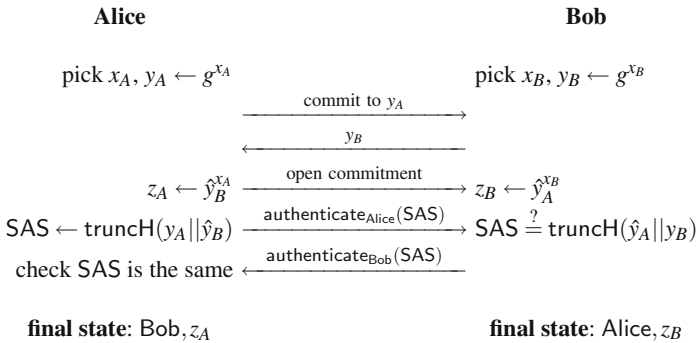 Alice Bob
pick x_A, y_A ← g^{x_A} pick x_B, y_B ← g^{x_B}
commit to y_A
y_B
z_A ← ŷ_B^{x_A} open commitment z_B ← ŷ_A^{x_B}
SAS ← truncH(y_A||ŷ_B) authenticate_Alice(SAS) SAS ≟ truncH(ŷ_A||y_B)
check SAS is the same authenticate_Bob(SAS)
final state: Bob, z_A final state: Alice, z_B